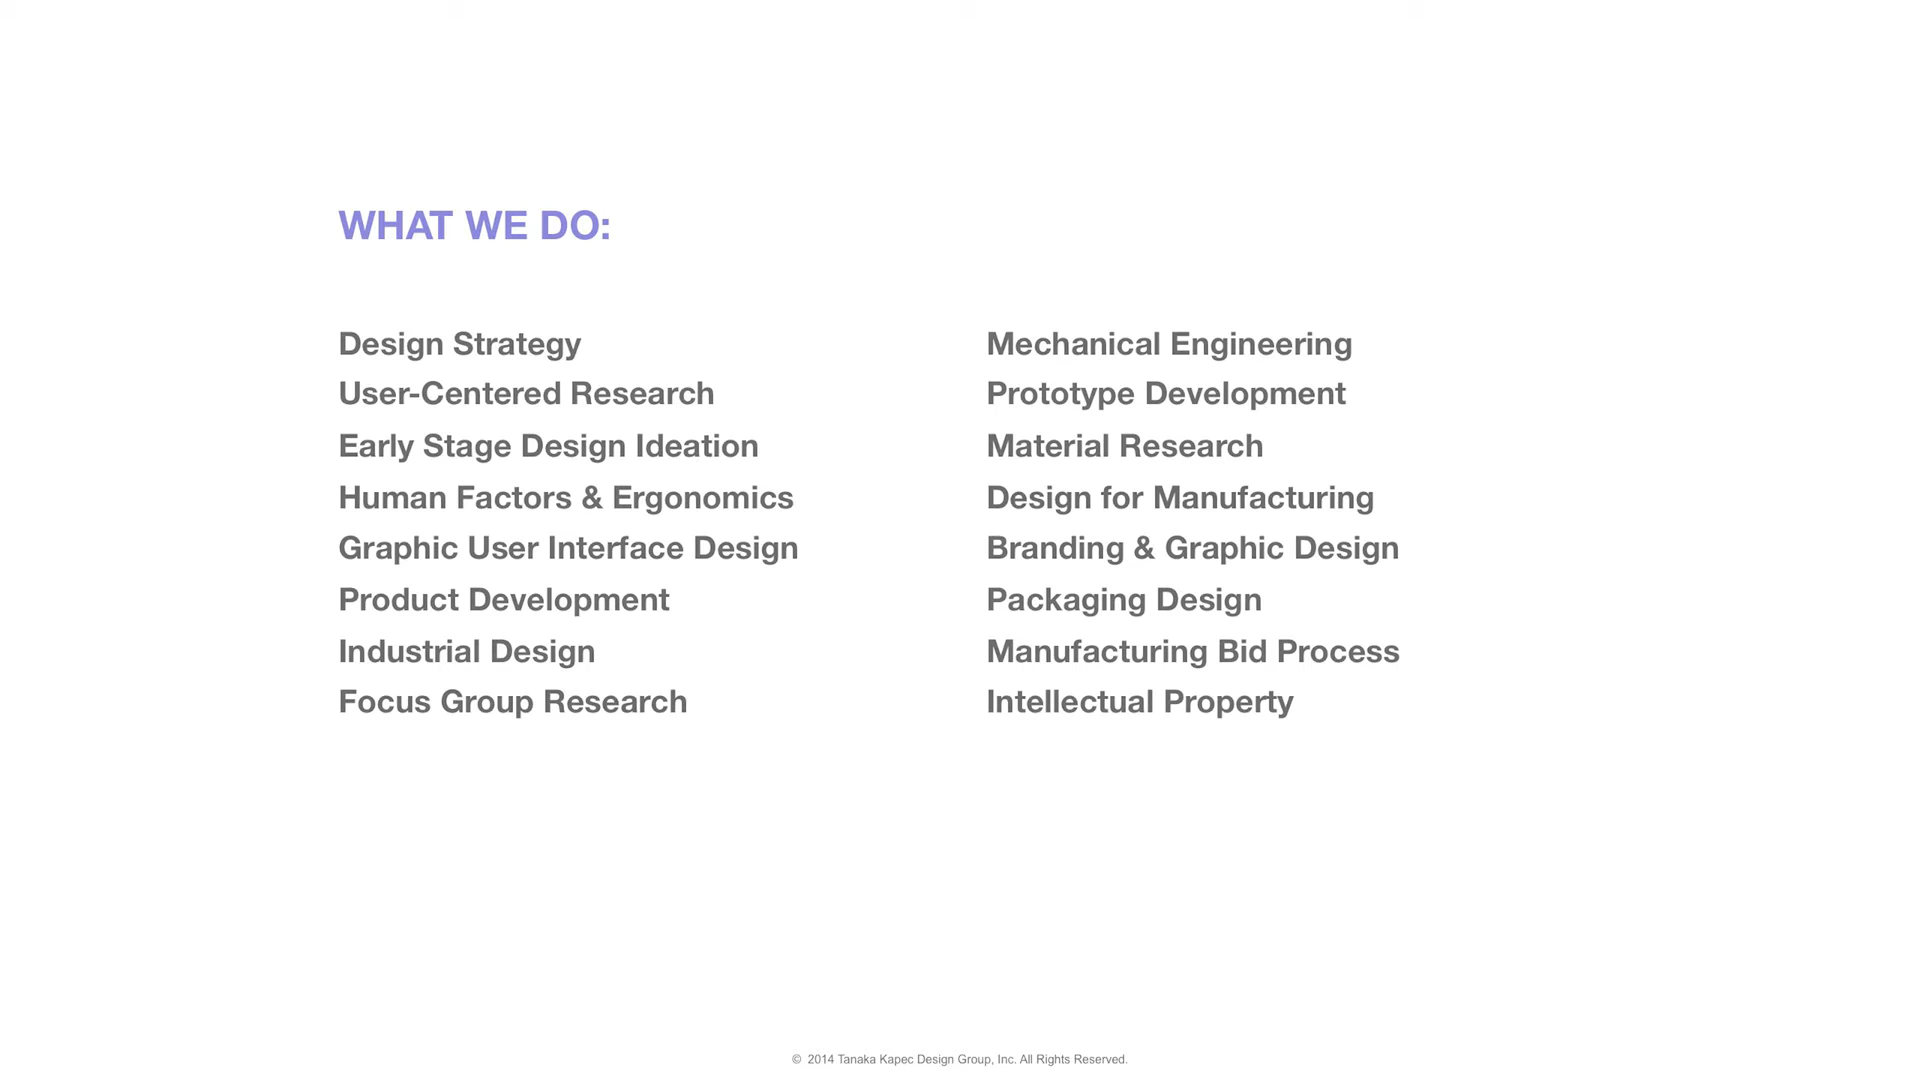 WHAT WE DO:
Design Strategy
User-Centered Research
Early Stage Design Ideation
Human Factors & Ergonomics
Graphic User Interface Design
Product Development
Industrial Design
Focus Group Research
Mechanical Engineering
Prototype Development
Material Research
Design for Manufacturing
Branding & Graphic Design
Packaging Design
Manufacturing Bid Process
Intellectual Property
© 2014 Tanaka Kapec Design Group, Inc. All Rights Reserved.